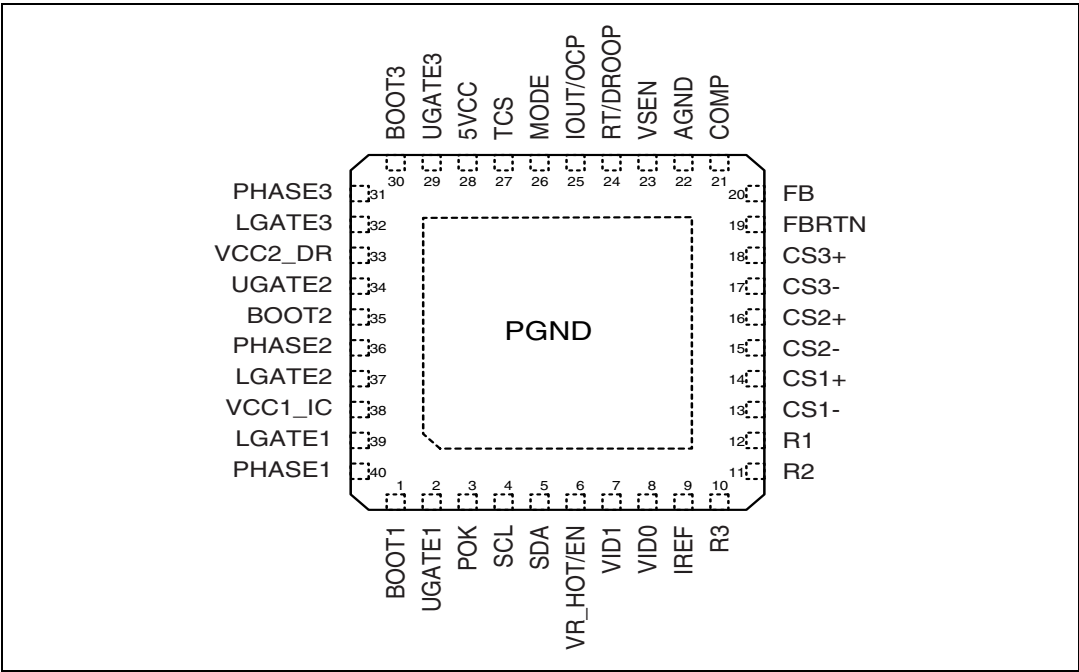 BOOT3
UGATE3
5VCC
TCS
MODE
IOUT/OCP
RT/DROOP
VSEN
AGND
COMP
30
29
28
27
26
25
24
23
22
21
PHASE3
31
LGATE3
32
VCC2_DR
33
UGATE2
34
BOOT2
35
PHASE2
36
LGATE2
37
VCC1_IC
38
LGATE1
39
PHASE1
40
PGND
20
FB
19
FBRTN
18
CS3+
17
CS3-
16
CS2+
15
CS2-
14
CS1+
13
CS1-
12
R1
11
R2
1
2
3
4
5
6
7
8
9
10
BOOT1
UGATE1
POK
SCL
SDA
VR_HOT/EN
VID1
VID0
IREF
R3